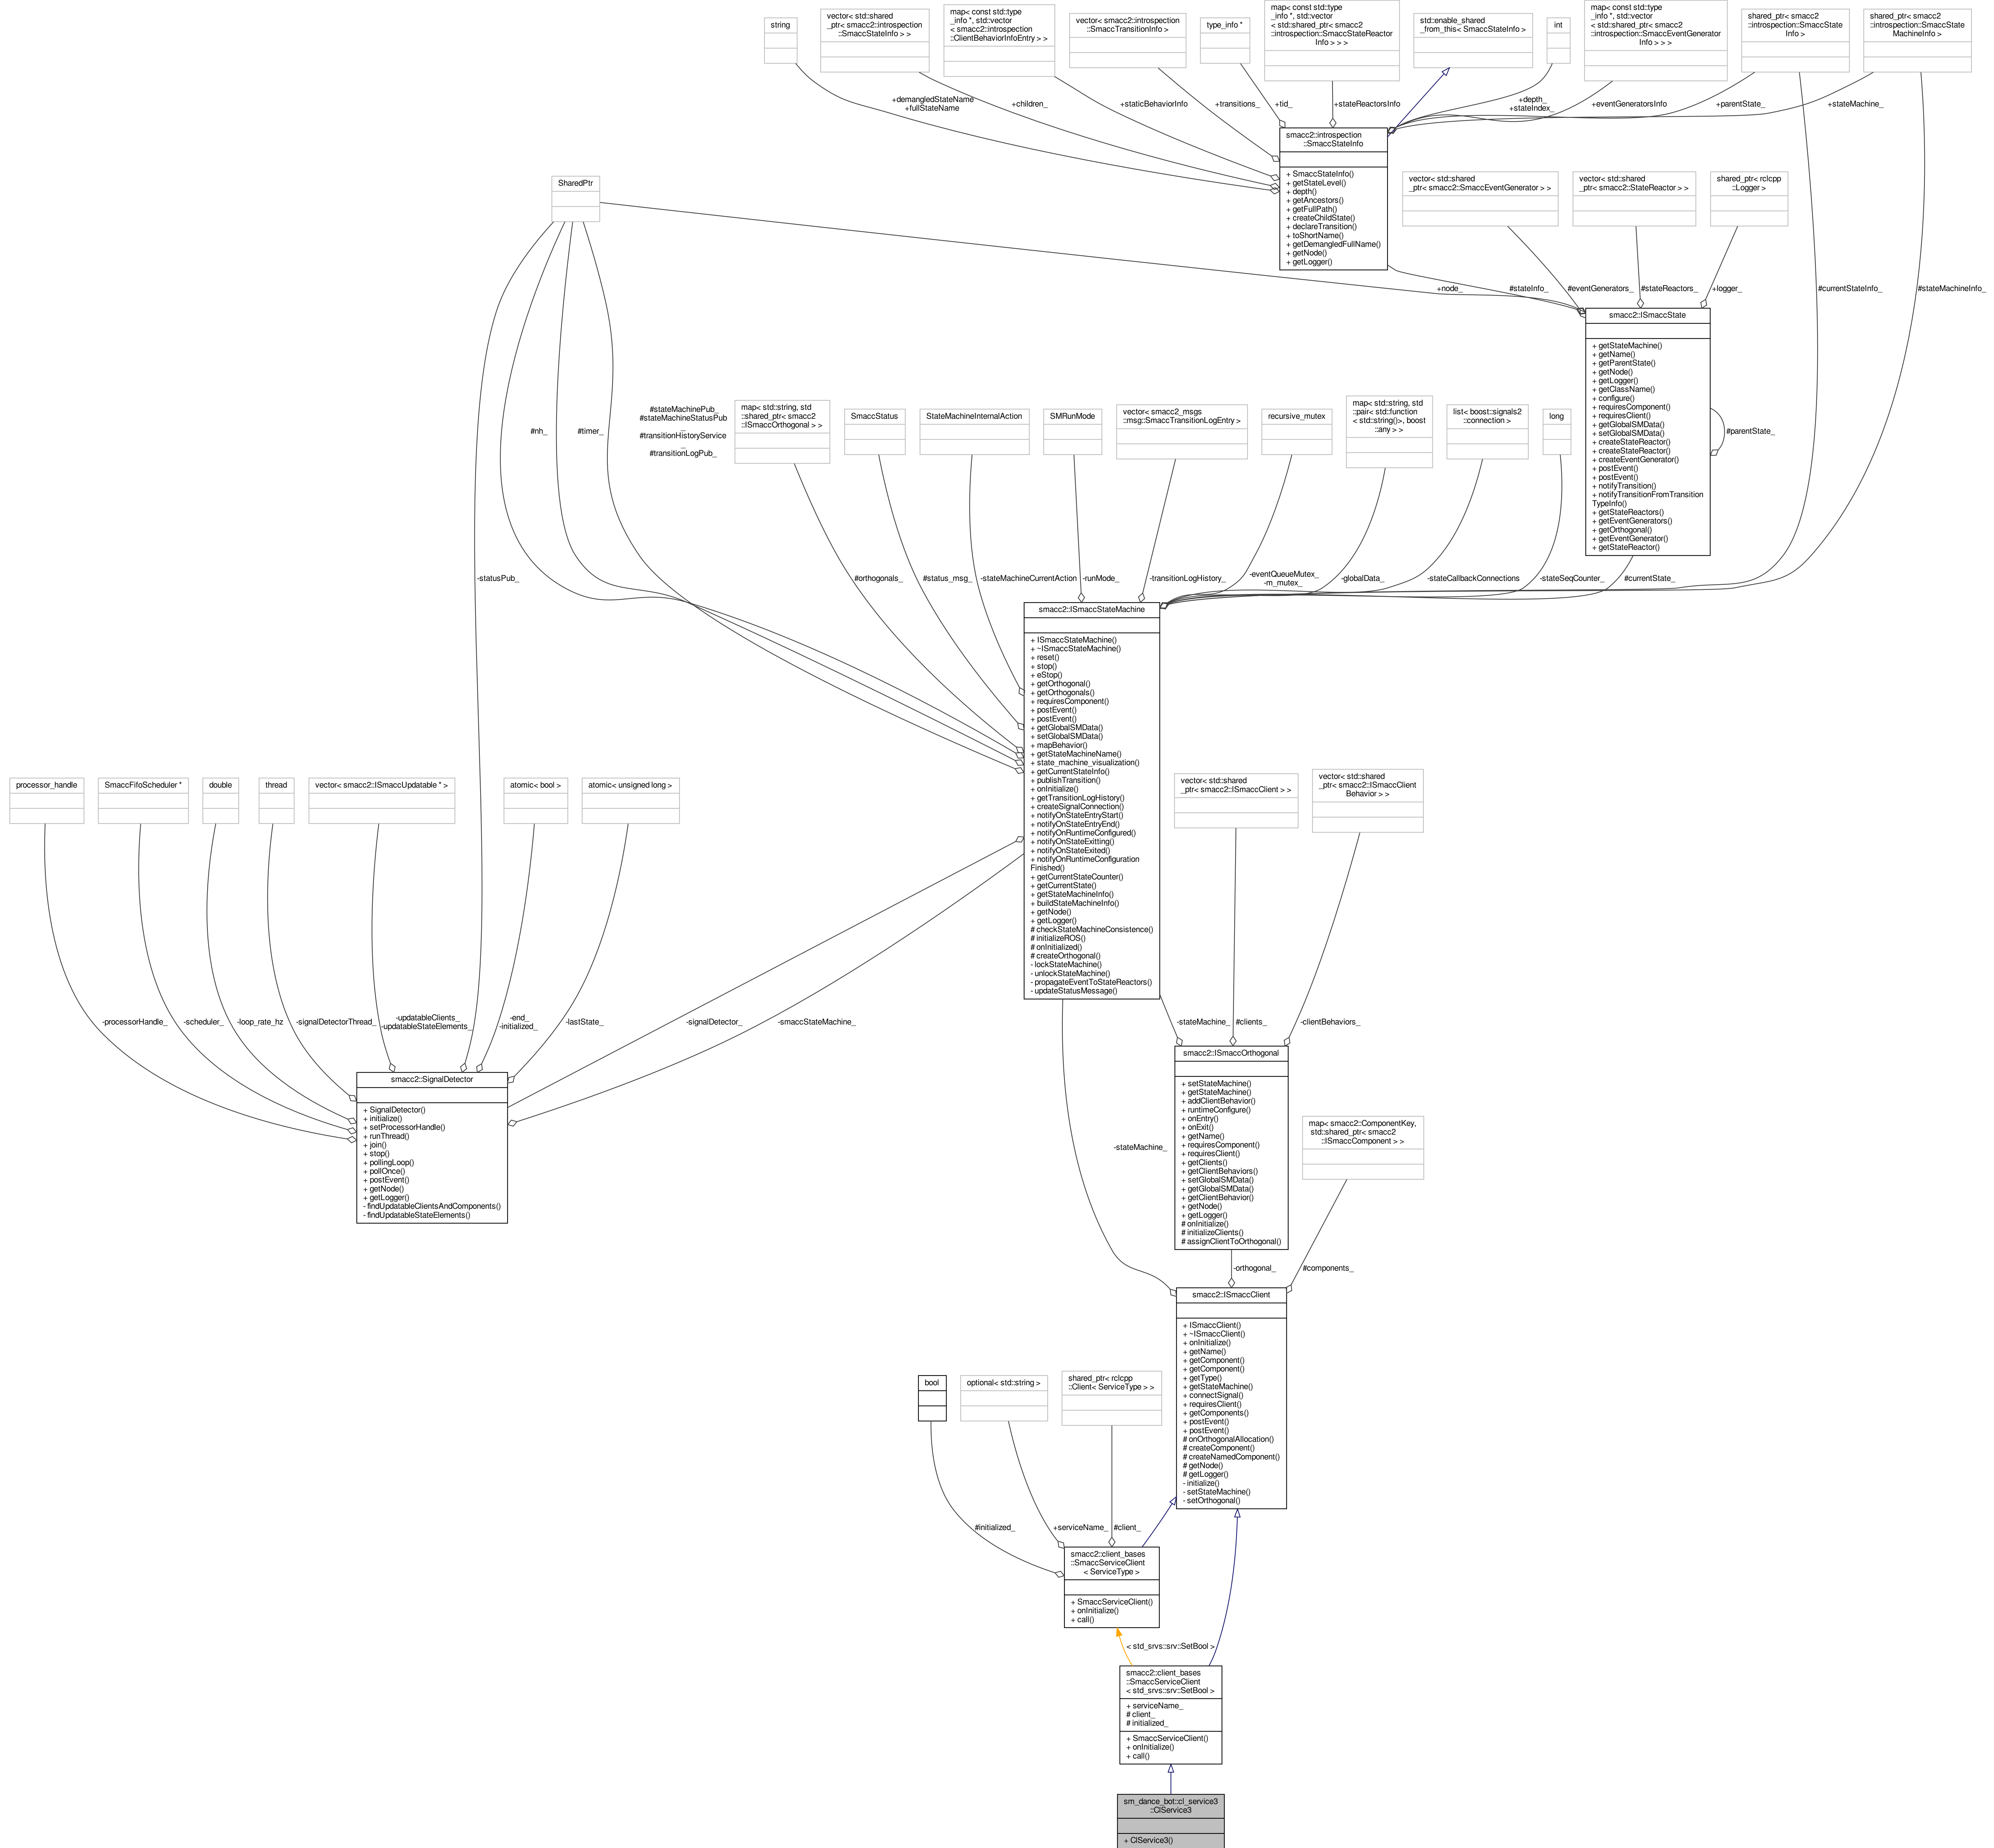 string
vector< std::shared
_ptr< smacc2::introspection
::SmaccStateInfo > >
map< const std::type
_info *, std::vector
< smacc2::introspection
::ClientBehaviorInfoEntry > >
vector< smacc2::introspection
::SmaccTransitionInfo >
type_info *
map< const std::type
_info *, std::vector
< std::shared_ptr< smacc2
::introspection::SmaccStateReactor
Info > > >
std::enable_shared
_from_this< SmaccStateInfo >
int
map< const std::type
_info *, std::vector
< std::shared_ptr< smacc2
::introspection::SmaccEventGenerator
Info > > >
shared_ptr< smacc2
::introspection::SmaccState
Info >
shared_ptr< smacc2
::introspection::SmaccState
MachineInfo >
+demangledStateName
+fullStateName
+children_
+staticBehaviorInfo
+transitions_
+tid_
+stateReactorsInfo
+depth_
+stateIndex_
+eventGeneratorsInfo
+parentState_
+stateMachine_
smacc2::introspection
::SmaccStateInfo
+ SmaccStateInfo()
+ getStateLevel()
+ depth()
+ getAncestors()
+ getFullPath()
+ createChildState()
+ declareTransition()
+ toShortName()
+ getDemangledFullName()
+ getNode()
+ getLogger()
SharedPtr
vector< std::shared
_ptr< smacc2::SmaccEventGenerator > >
vector< std::shared
_ptr< smacc2::StateReactor > >
shared_ptr< rclcpp
::Logger >
+node_
#stateInfo_
#eventGenerators_
#stateReactors_
+logger_
#currentStateInfo_
#stateMachineInfo_
smacc2::ISmaccState
+ getStateMachine()
+ getName()
+ getParentState()
+ getNode()
+ getLogger()
+ getClassName()
+ configure()
+ requiresComponent()
+ requiresClient()
+ getGlobalSMData()
+ setGlobalSMData()
+ createStateReactor()
+ createStateReactor()
+ createEventGenerator()
+ postEvent()
+ postEvent()
+ notifyTransition()
+ notifyTransitionFromTransition
TypeInfo()
+ getStateReactors()
+ getEventGenerators()
+ getOrthogonal()
+ getEventGenerator()
+ getStateReactor()
#parentState_
#nh_
#timer_
#stateMachinePub_
#stateMachineStatusPub
_
#transitionHistoryService
_
#transitionLogPub_
map< std::string, std
::shared_ptr< smacc2
::ISmaccOrthogonal > >
SmaccStatus
StateMachineInternalAction
SMRunMode
vector< smacc2_msgs
::msg::SmaccTransitionLogEntry >
recursive_mutex
map< std::string, std
::pair< std::function
< std::string()>, boost
::any > >
list< boost::signals2
::connection >
long
-statusPub_
#orthogonals_
#status_msg_
-stateMachineCurrentAction
-runMode_
-transitionLogHistory_
-eventQueueMutex_
-m_mutex_
-globalData_
-stateCallbackConnections
-stateSeqCounter_
#currentState_
smacc2::ISmaccStateMachine
+ ISmaccStateMachine()
+ ~ISmaccStateMachine()
+ reset()
+ stop()
+ eStop()
+ getOrthogonal()
+ getOrthogonals()
+ requiresComponent()
+ postEvent()
+ postEvent()
+ getGlobalSMData()
+ setGlobalSMData()
+ mapBehavior()
+ getStateMachineName()
+ state_machine_visualization()
+ getCurrentStateInfo()
+ publishTransition()
+ onInitialize()
+ getTransitionLogHistory()
+ createSignalConnection()
+ notifyOnStateEntryStart()
+ notifyOnStateEntryEnd()
+ notifyOnRuntimeConfigured()
+ notifyOnStateExitting()
+ notifyOnStateExited()
+ notifyOnRuntimeConfiguration
Finished()
+ getCurrentStateCounter()
+ getCurrentState()
+ getStateMachineInfo()
+ buildStateMachineInfo()
+ getNode()
+ getLogger()
# checkStateMachineConsistence()
# initializeROS()
# onInitialized()
# createOrthogonal()
- lockStateMachine()
- unlockStateMachine()
- propagateEventToStateReactors()
- updateStatusMessage()
processor_handle
SmaccFifoScheduler *
double
thread
vector< smacc2::ISmaccUpdatable * >
atomic< bool >
atomic< unsigned long >
vector< std::shared
_ptr< smacc2::ISmaccClient > >
vector< std::shared
_ptr< smacc2::ISmaccClient
Behavior > >
-processorHandle_
-scheduler_
-loop_rate_hz
-signalDetectorThread_
-updatableClients_
-updatableStateElements_
-end_
-initialized_
-lastState_
-signalDetector_
-smaccStateMachine_
-stateMachine_
#clients_
-clientBehaviors_
smacc2::SignalDetector
+ SignalDetector()
+ initialize()
+ setProcessorHandle()
+ runThread()
+ join()
+ stop()
+ pollingLoop()
+ pollOnce()
+ postEvent()
+ getNode()
+ getLogger()
- findUpdatableClientsAndComponents()
- findUpdatableStateElements()
smacc2::ISmaccOrthogonal
+ setStateMachine()
+ getStateMachine()
+ addClientBehavior()
+ runtimeConfigure()
+ onEntry()
+ onExit()
+ getName()
+ requiresComponent()
+ requiresClient()
+ getClients()
+ getClientBehaviors()
+ setGlobalSMData()
+ getGlobalSMData()
+ getClientBehavior()
+ getNode()
+ getLogger()
# onInitialize()
# initializeClients()
# assignClientToOrthogonal()
map< smacc2::ComponentKey,
std::shared_ptr< smacc2
::ISmaccComponent > >
-stateMachine_
-orthogonal_
#components_
smacc2::ISmaccClient
+ ISmaccClient()
+ ~ISmaccClient()
+ onInitialize()
+ getName()
+ getComponent()
+ getComponent()
+ getType()
+ getStateMachine()
+ connectSignal()
+ requiresClient()
+ getComponents()
+ postEvent()
+ postEvent()
# onOrthogonalAllocation()
# createComponent()
# createNamedComponent()
# getNode()
# getLogger()
- initialize()
- setStateMachine()
- setOrthogonal()
bool
optional< std::string >
shared_ptr< rclcpp
::Client< ServiceType > >
#initialized_
+serviceName_
#client_
smacc2::client_bases
::SmaccServiceClient
< ServiceType >
+ SmaccServiceClient()
+ onInitialize()
+ call()
< std_srvs::srv::SetBool >
smacc2::client_bases
::SmaccServiceClient
< std_srvs::srv::SetBool >
+ serviceName_
# client_
# initialized_
+ SmaccServiceClient()
+ onInitialize()
+ call()
sm_dance_bot::cl_service3
::ClService3
+ ClService3()